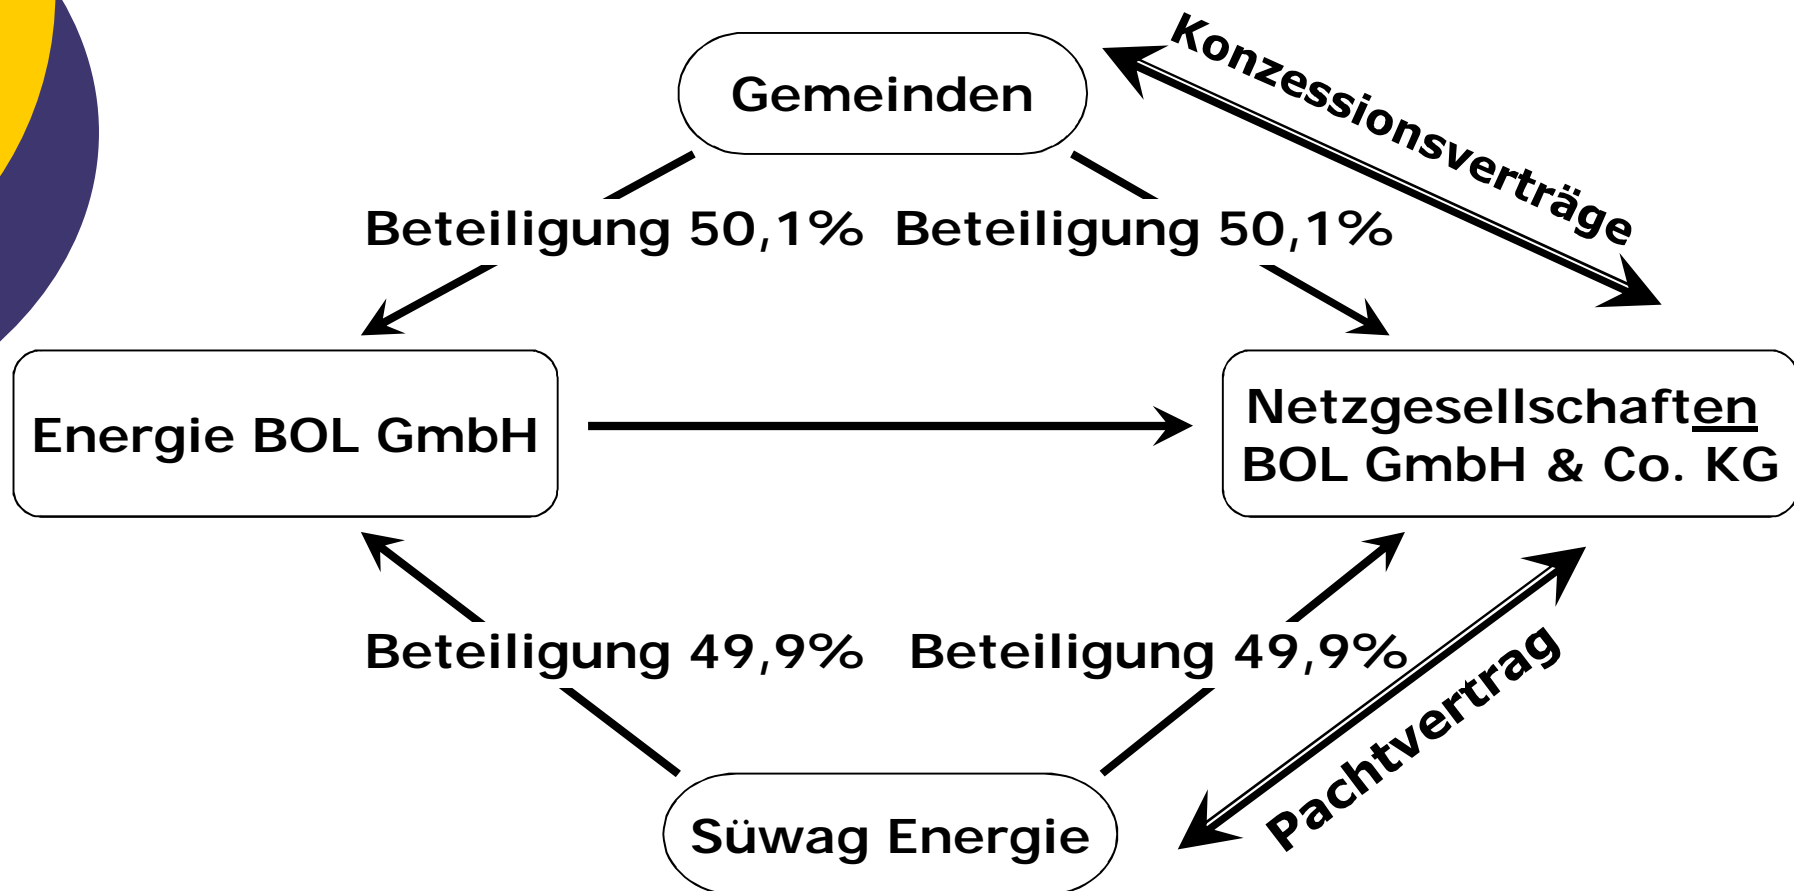 Konzessionsverträge
Gemeinden
Beteiligung 50,1% Beteiligung 50,1%
Energie BOL GmbH
Netzgesellschaften
BOL GmbH & Co. KG
Beteiligung 49,9% Beteiligung 49,9%
Pachtvertrag
Süwag Energie